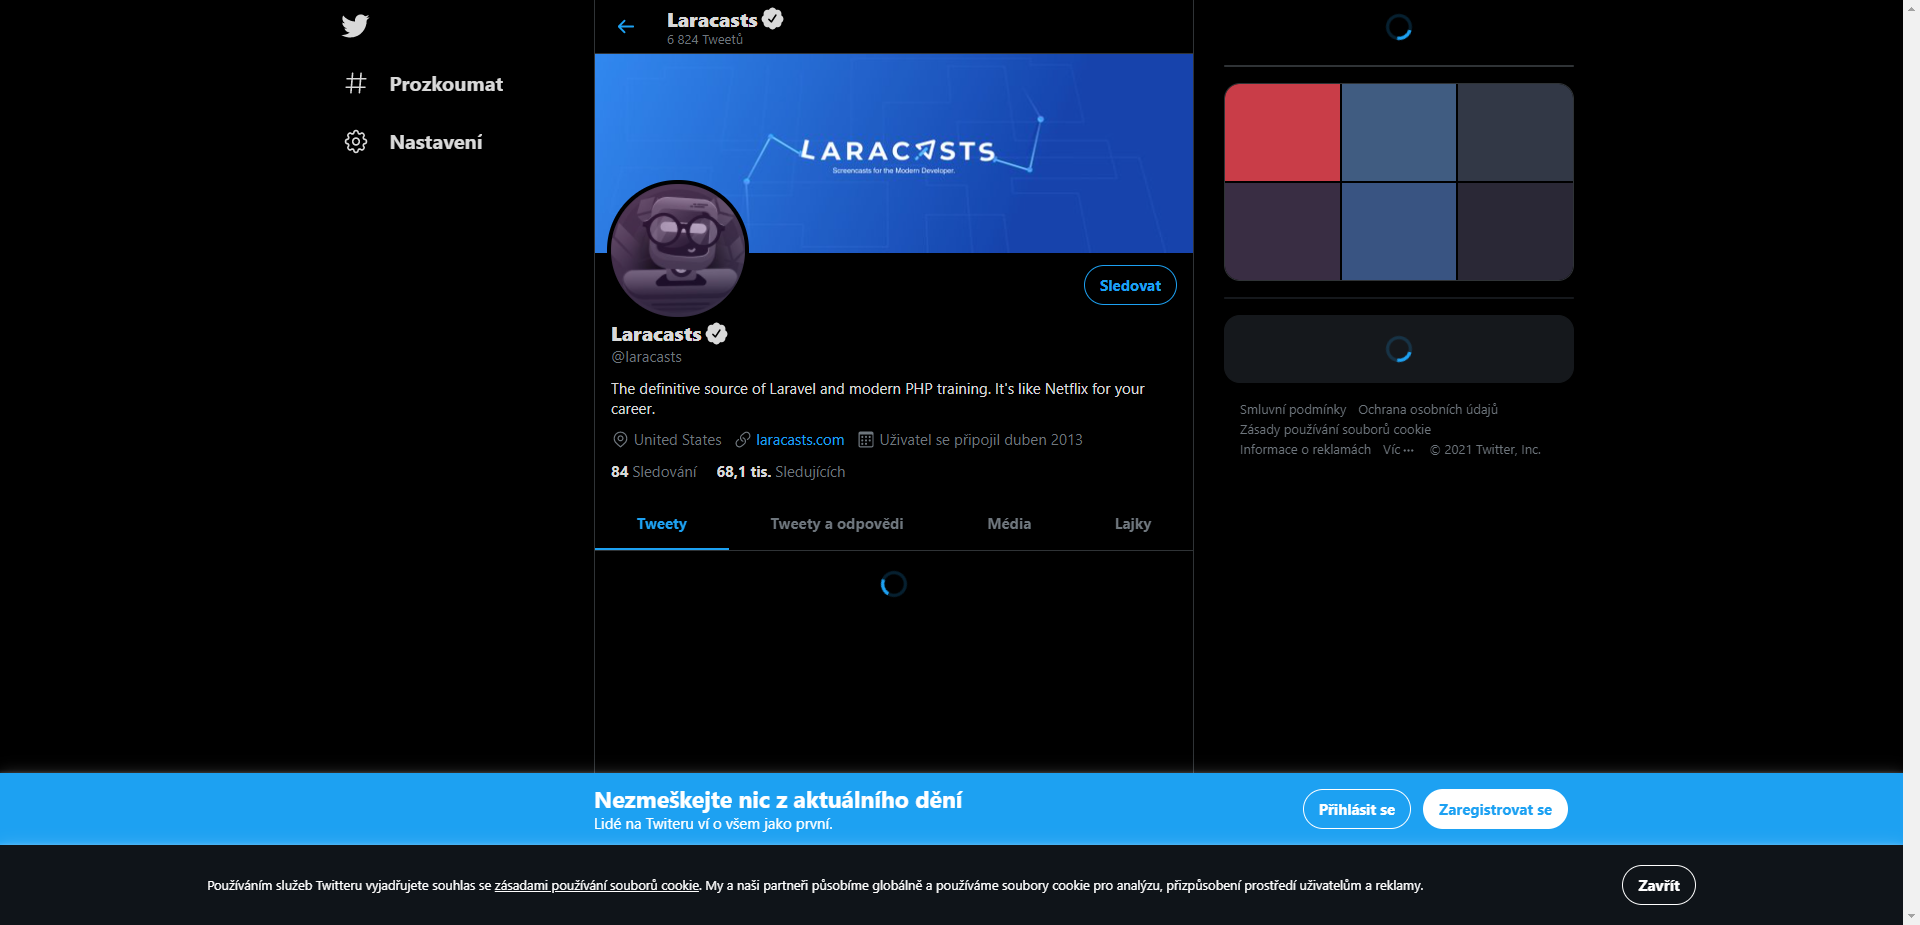 Prozkoumat
Nastavení
Laracasts
6 824 Tweetů
LARACASTS
Screencasts for the Modern Developer.
Sledovat
Laracasts
@laracasts
The definitive source of Laravel and modern PHP training. It's like Netflix for your
career.
United States laracasts.com Uživatel se připojil duben 2013
84 Sledování 68,1 tis. Sledujících
Tweety Tweety a odpovědi Média Lajky
Smluvní podmínky Ochrana osobních údajů
Zásady používání souborů cookie
Informace o reklamách Víc ··· © 2021 Twitter, Inc.
Nezmeškejte nic z aktuálního dění
Lidé na Twiteru ví o všem jako první.
Přihlásit se Zaregistrovat se
Používáním služeb Twitteru vyjadřujete souhlas se zásadami používání souborů cookie. My a naši partneři působíme globálně a používáme soubory cookie pro analýzu, přizpůsobení prostředí uživatelům a reklamy.
Zavřít